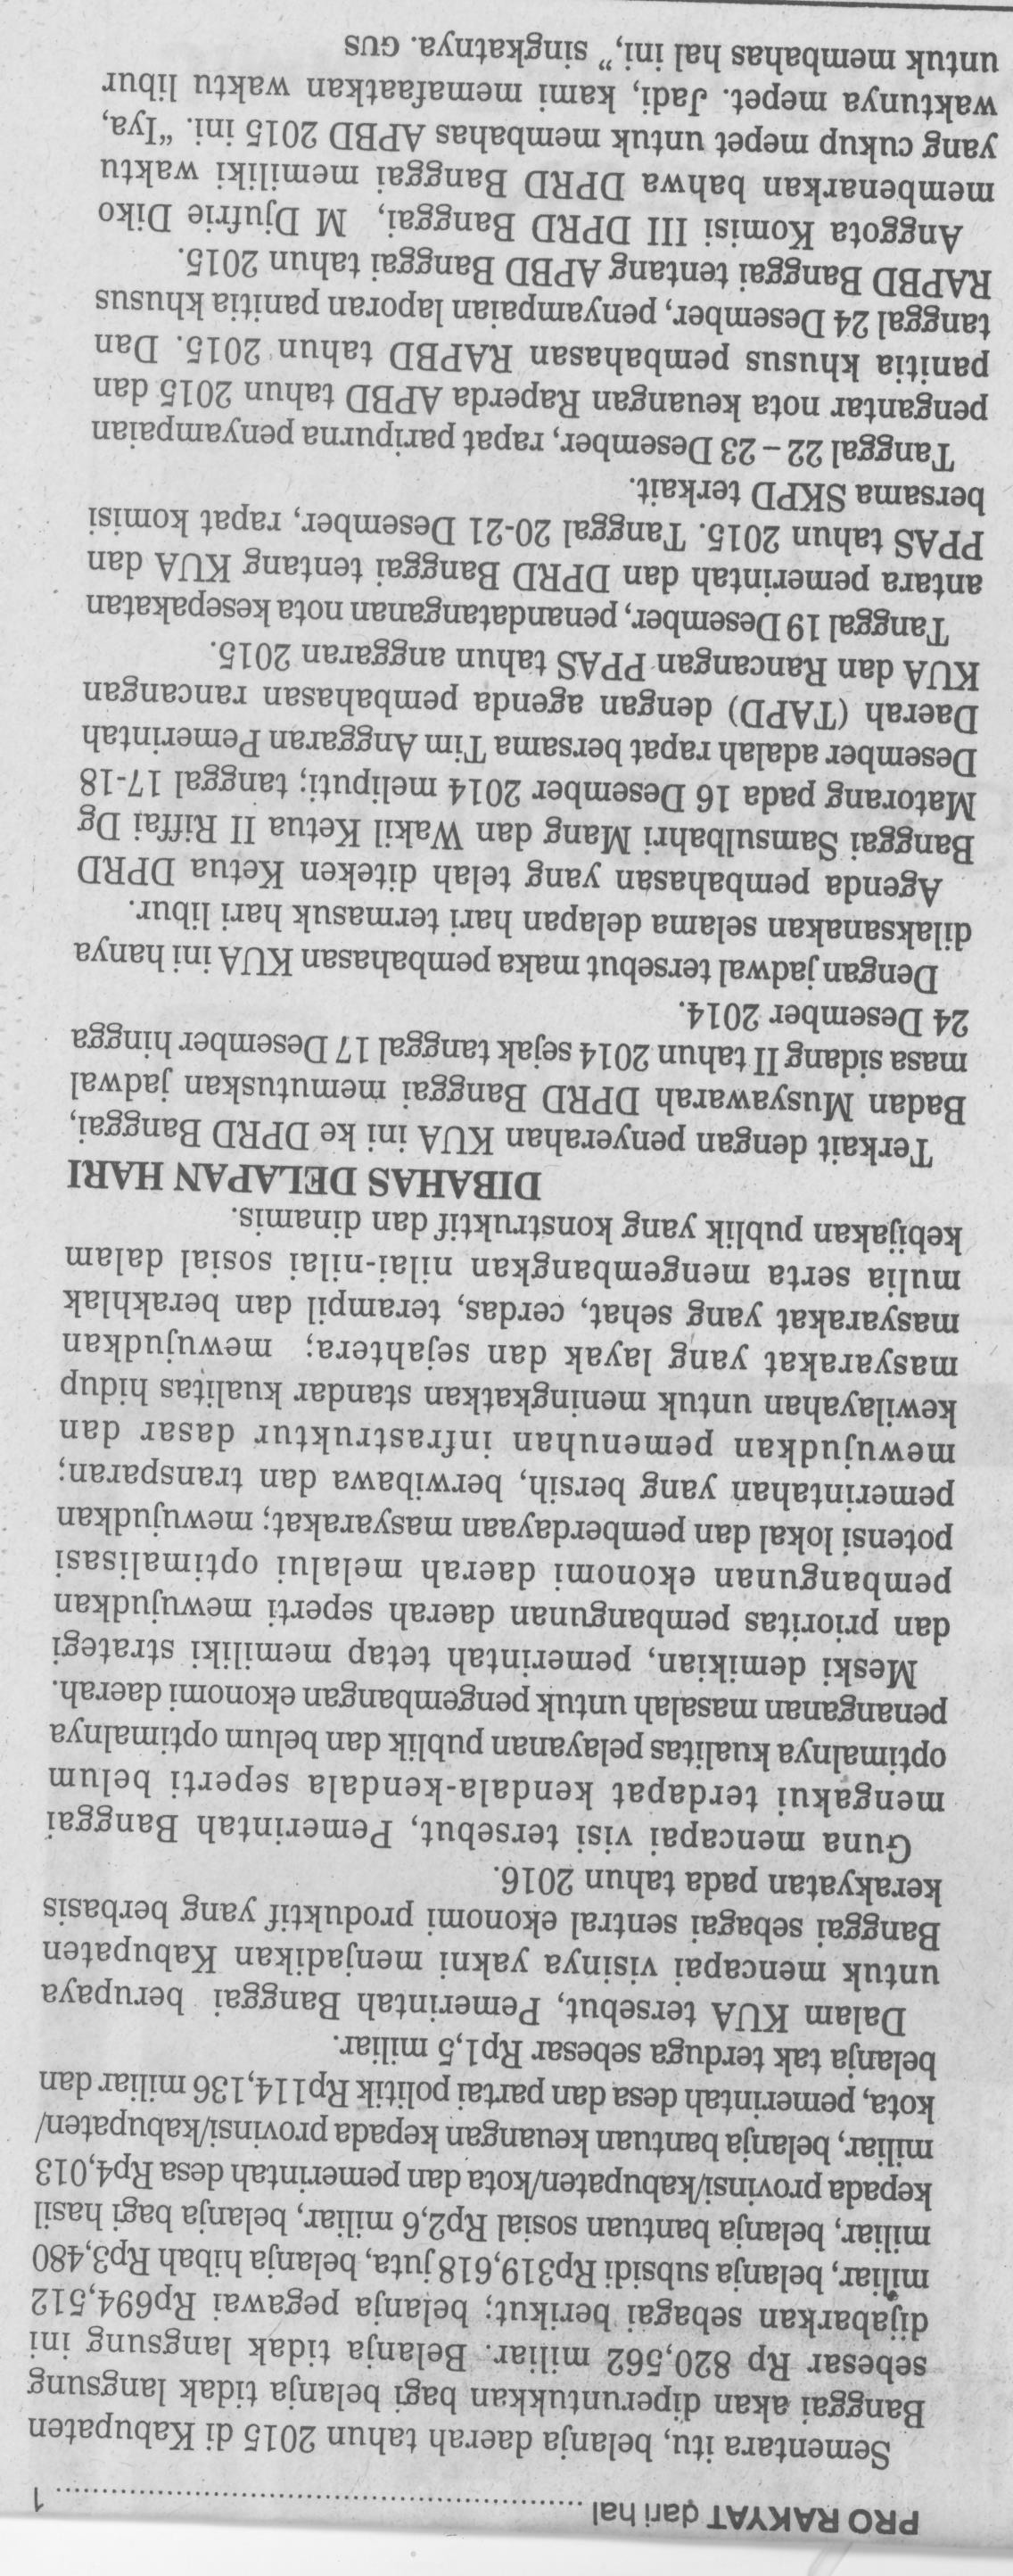 PRO RAKYAT dari hal ........................................................ 1
Sementara itu, belanja daerah tahun 2015 di Kabupaten
Banggai akan diperuntukkan bagi belanja tidak langsung
sebesar Rp 820,562 miliar. Belanja tidak langsung ini
dijabarkan sebagai berikut; belanja pegawai Rp694,512
miliar, belanja subsidi Rp319,618 juta, belanja hibah Rp3,480
miliar, belanja bantuan sosial Rp2,6 miliar, belanja bagi hasil
kepada provinsi/kabupaten/kota dan pemerintah desa Rp4,013
miliar, belanja bantuan keuangan kepada provinsi/kabupaten/
kota, pemerintah desa dan partai politik Rp114,136 miliar dan
belanja tak terduga sebesar Rp1,5 miliar.
Dalam KUA tersebut, Pemerintah Banggai berupaya
untuk mencapai visinya yakni menjadikan Kabupaten
Banggai sebagai sentral ekonomi produktif yang berbasis
kerakyatan pada tahun 2016.
Guna mencapai visi tersebut, Pemerintah Banggai
mengakui terdapat kendala-kendala seperti belum
optimalnya kualitas pelayanan publik dan belum optimalnya
penanganan masalah untuk pengembangan ekonomi daerah.
Meski demikian, pemerintah tetap memiliki strategi
dan prioritas pembangunan daerah seperti mewujudkan
pembangunan ekonomi daerah melalui optimalisasi
potensi lokal dan pemberdayaan masyarakat; mewujudkan
pemerintahan yang bersih, berwibawa dan transparan;
mewujudkan pemenuhan infrastruktur dasar dan
kewilayahan untuk meningkatkan standar kualitas hidup
masyarakat yang layak dan sejahtera; mewujudkan
masyarakat yang sehat, cerdas, terampil dan berakhlak
mulia serta mengembangkan nilai-nilai sosial dalam
kebijakan publik yang konstruktif dan dinamis.
DIBAHAS DELAPAN HARI
Terkait dengan penyerahan KUA ini ke DPRD Banggai,
Badan Musyawarah DPRD Banggai memutuskan jadwal
masa sidang II tahun 2014 sejak tanggal 17 Desember hingga
24 Desember 2014.
Dengan jadwal tersebut maka pembahasan KUA ini hanya
dilaksanakan selama delapan hari termasuk hari libur.
Agenda pembahasan yang telah diteken Ketua DPRD
Banggai Samsulbahri Mang dan Wakil Ketua II Riffai Dg
Matorang pada 16 Desember 2014 meliputi; tanggal 17-18
Desember adalah rapat bersama Tim Anggaran Pemerintah
Daerah (TAPD) dengan agenda pembahasan rancangan
KUA dan Rancangan PPAS tahun anggaran 2015.
Tanggal 19 Desember, penandatanganan nota kesepakatan
antara pemerintah dan DPRD Banggai tentang KUA dan
PPAS tahun 2015. Tanggal 20-21 Desember, rapat komisi
bersama SKPD terkait.
Tanggal 22 – 23 Desember, rapat paripurna penyampaian
pengantar nota keuangan Raperda APBD tahun 2015 dan
panitia khusus pembahasan RAPBD tahun 2015. Dan
tanggal 24 Desember, penyampaian laporan panitia khusus
RAPBD Banggai tentang APBD Banggai tahun 2015.
Anggota Komisi III DPRD Banggai, M Djufrie Diko
membenarkan bahwa DPRD Banggai memiliki waktu
yang cukup mepet untuk membahas APBD 2015 ini. “Iya,
waktunya mepet. Jadi, kami memafaatkan waktu libur
untuk membahas hal ini,” singkatnya. GUS